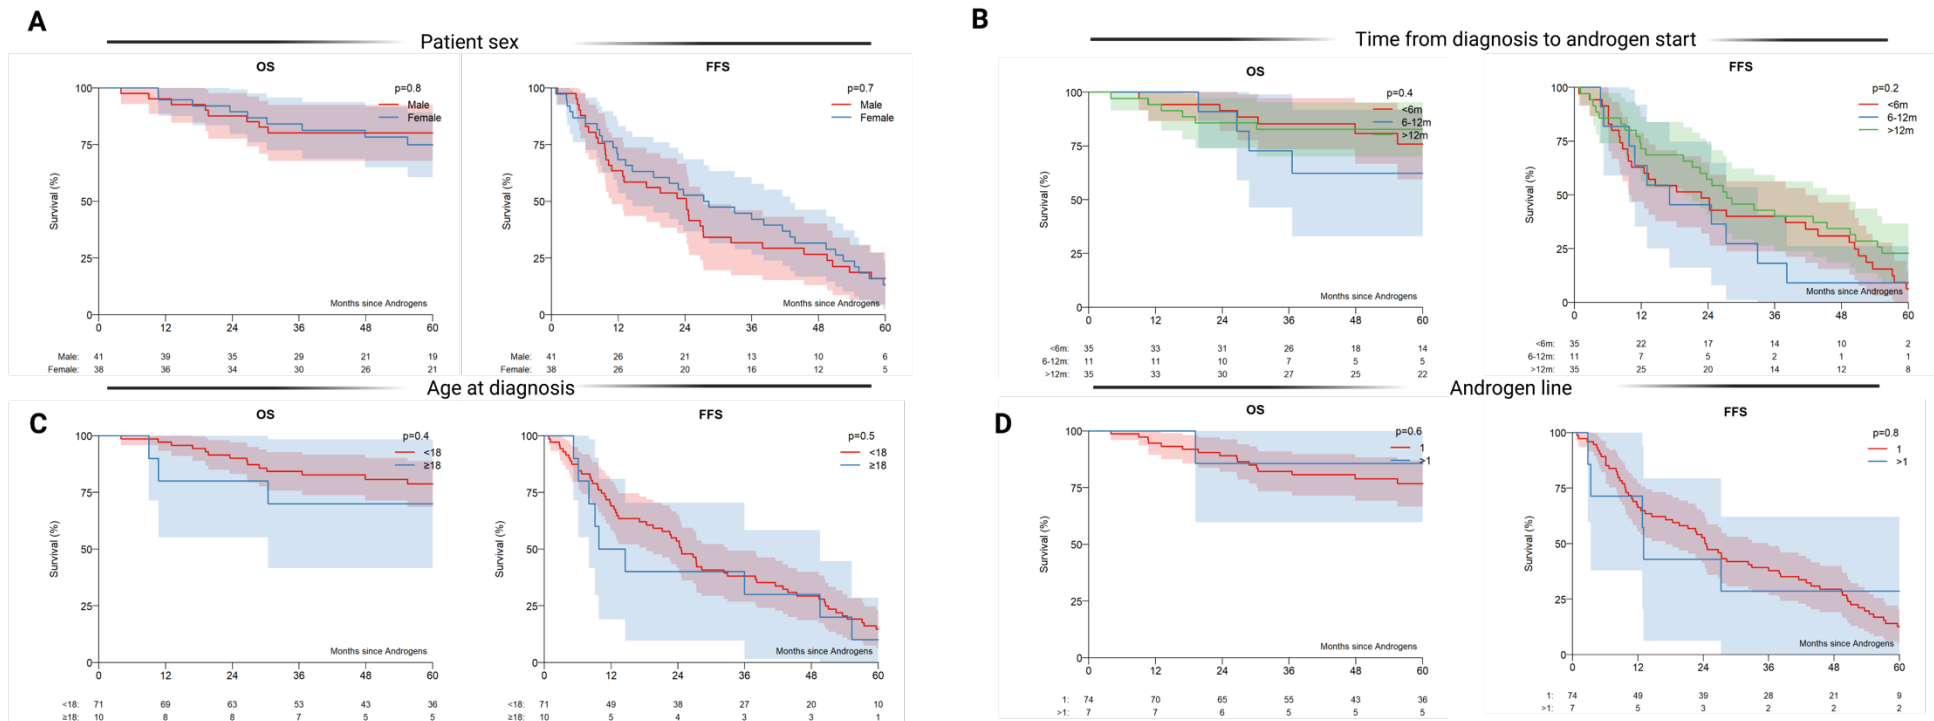 A
Patient sex
OS
p=0.8
Male
Female
Survival (%)
100
75
50
25
0
Months since Androgens
0 12 24 36 48 60
Male: 41 39 35 29 21 19
Female: 38 36 34 30 26 21
FFS
p=0.7
Male
Female
Survival (%)
100
75
50
25
0
Months since Androgens
0 12 24 36 48 60
Male: 41 26 21 13 10 6
Female: 38 26 20 16 12 5
B
Time from diagnosis to androgen start
OS
p=0.4
<6m
6-12m
>12m
Survival (%)
100
75
50
25
0
Months since Androgens
0 12 24 36 48 60
<6m: 35 33 31 26 18 14
6-12m: 11 11 10 7 5 5
>12m: 35 33 30 27 25 22
FFS
p=0.2
<6m
6-12m
>12m
Survival (%)
100
75
50
25
0
Months since Androgens
0 12 24 36 48 60
<6m: 35 22 17 14 10 2
6-12m: 11 7 5 2 1 1
>12m: 35 25 20 14 12 8
C
Age at diagnosis
OS
p=0.4
<18
≥18
Survival (%)
100
75
50
25
0
Months since Androgens
0 12 24 36 48 60
<18: 71 69 63 53 43 36
≥18: 10 8 8 7 5 5
FFS
p=0.5
<18
≥18
Survival (%)
100
75
50
25
0
Months since Androgens
0 12 24 36 48 60
<18: 71 49 38 27 20 10
≥18: 10 5 4 3 3 1
D
Androgen line
OS
p=0.6
1
>1
Survival (%)
100
75
50
25
0
Months since Androgens
0 12 24 36 48 60
1: 74 70 65 55 43 36
>1: 7 7 6 5 5 5
FFS
p=0.8
1
>1
Survival (%)
100
75
50
25
0
Months since Androgens
0 12 24 36 48 60
1: 74 49 39 28 21 9
>1: 7 5 3 2 2 2